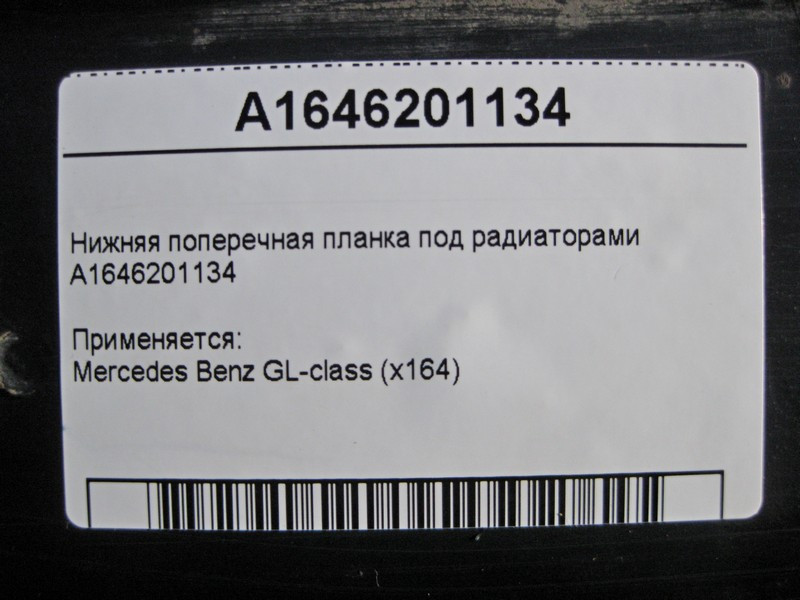 A1646201134
Нижняя поперечная планка под радиаторами
A1646201134
Применяется:
Mercedes Benz GL-class (x164)